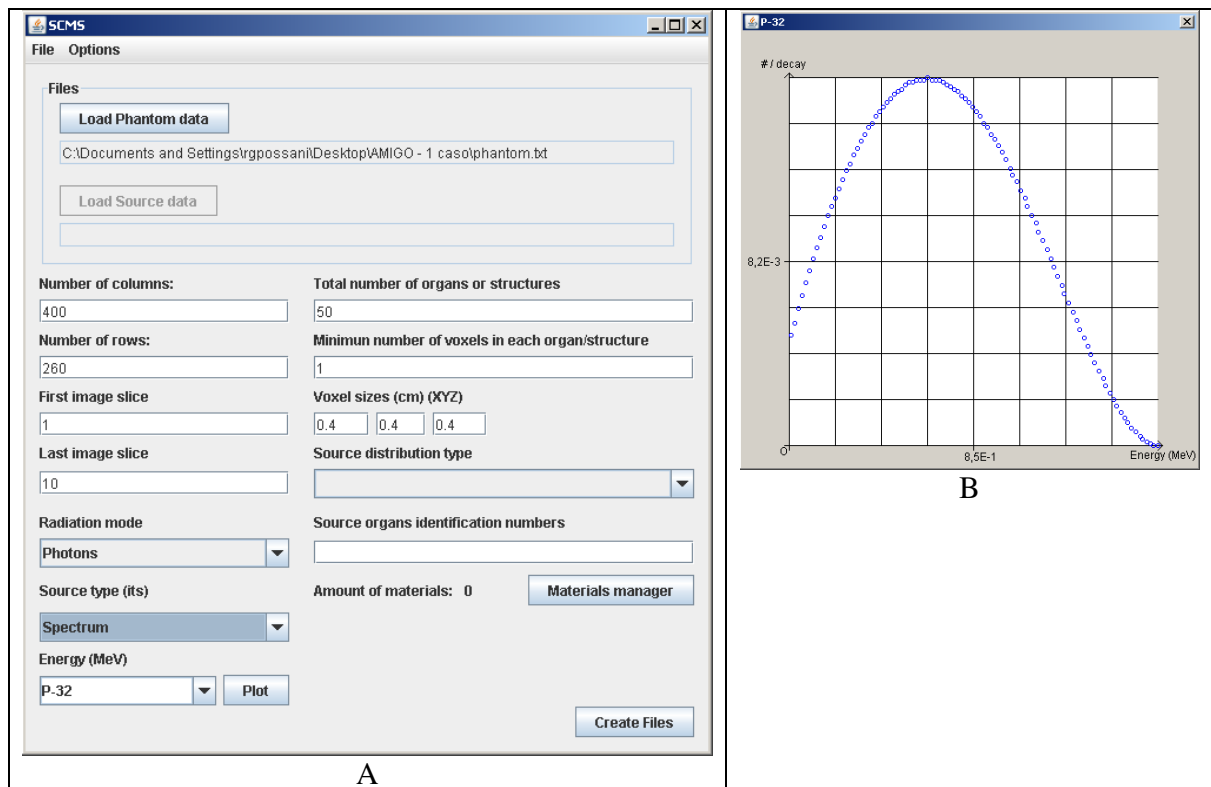 SCMS
File Options
Files
Load Phantom data
C:\Documents and Settings\rgpossani\Desktop\AMIGO - 1 caso\phantom.txt
Load Source data
Number of columns:
400
Number of rows:
260
First image slice
1
Last image slice
10
Radiation mode
Photons
Source type (its)
Spectrum
Energy (MeV)
P-32
Plot
Total number of organs or structures
50
Minimun number of voxels in each organ/structure
1
Voxel sizes (cm) (XYZ)
0.4 0.4 0.4
Source distribution type
Source organs identification numbers
Amount of materials: 0
Materials manager
Create Files
A
P-32
# / decay
8,2E-3
0
8,5E-1
Energy (MeV)
B